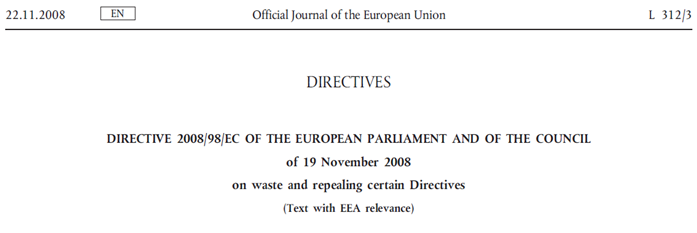 22.11.2008 EN Official Journal of the European Union L 312/3
DIRECTIVES
DIRECTIVE 2008/98/EC OF THE EUROPEAN PARLIAMENT AND OF THE COUNCIL
of 19 November 2008
on waste and repealing certain Directives
(Text with EEA relevance)